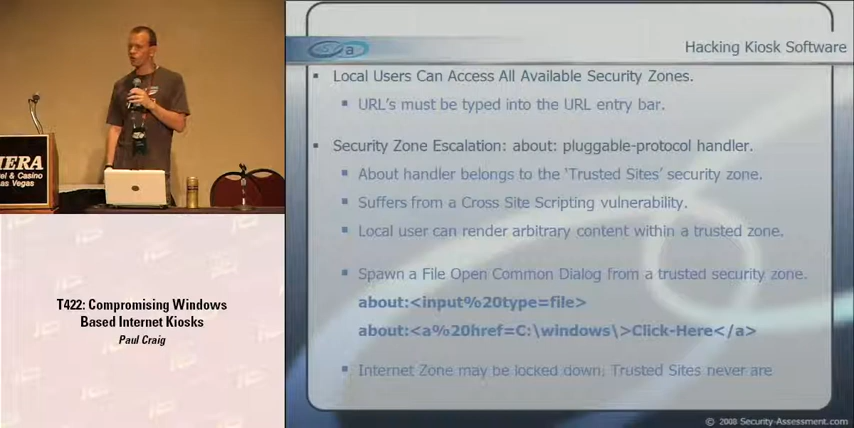 Hacking Kiosk Software
Local Users Can Access All Available Security Zones.
URL's must be typed into the URL entry bar.
Security Zone Escalation: about: pluggable-protocol handler.
About handler belongs to the 'Trusted Sites' security zone.
Suffers from a Cross Site Scripting vulnerability.
Local user can render arbitrary content within a trusted zone.
Spawn a File Open Common Dialog from a trusted security zone.
about:<input%20type=file>
about:<a%20href=C:\windows\>Click-Here</a>
Internet Zone may be locked down, Trusted Sites never are
© 2008 Security-Assessment.com
IERA
el & Casino
as Vegas
T422: Compromising Windows
Based Internet Kiosks
Paul Craig